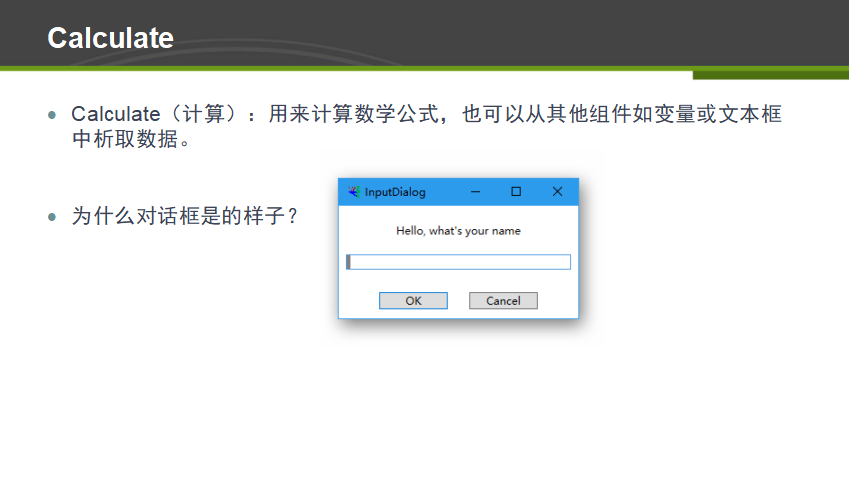 Calculate
Calculate（计算）：用来计算数学公式，也可以从其他组件如变量或文本框
中析取数据。
为什么对话框是的样子？
InputDialog
Hello, what's your name
OK
Cancel